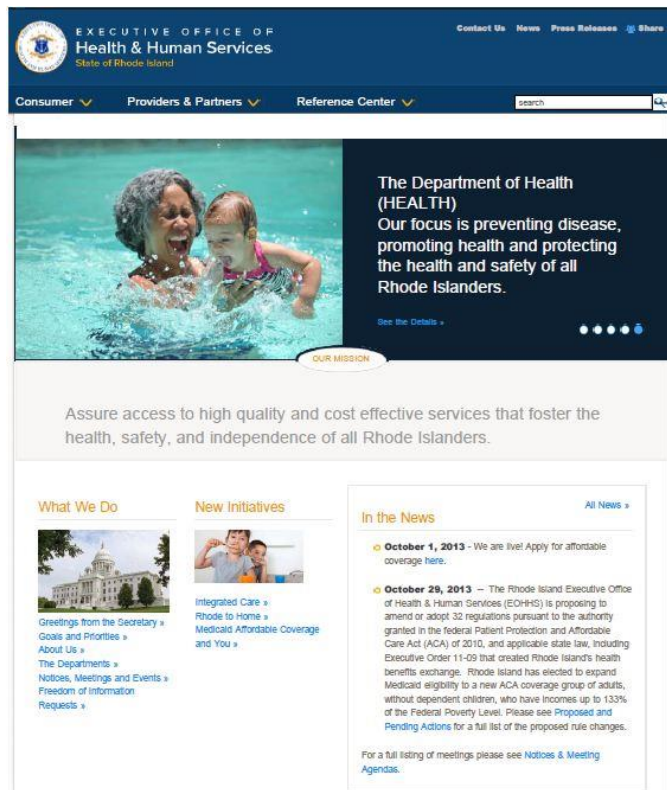 EXECUTIVE OFFICE OF
Health & Human Services
State of Rhode Island
Contact Us News Press Releases Share
Consumer Providers & Partners Reference Center
search
The Department of Health
(HEALTH)
Our focus is preventing disease,
promoting health and protecting
the health and safety of all
Rhode Islanders.
See the Details »
OUR MISSION
Assure access to high quality and cost effective services that foster the
health, safety, and independence of all Rhode Islanders.
What We Do
Greetings from the Secretary »
Goals and Priorities »
About Us »
The Departments »
Notices, Meetings and Events »
Freedom of Information
Requests »
New Initiatives
Integrated Care »
Rhode to Home »
Medicaid Affordable Coverage
and You »
All News »
In the News
October 1, 2013 - We are live! Apply for affordable
coverage here.
October 29, 2013 – The Rhode Island Executive Office
of Health & Human Services (EOHHS) is proposing to
amend or adopt 32 regulations pursuant to the authority
granted in the federal Patient Protection and Affordable
Care Act (ACA) of 2010, and applicable state law, including
Executive Order 11-09 that created Rhode Island's health
benefits exchange. Rhode Island has elected to expand
Medicaid eligibility to a new ACA coverage group of adults,
without dependent children, who have incomes up to 133%
of the Federal Poverty Level. Please see Proposed and
Pending Actions for a full list of the proposed rule changes.
For a full listing of meetings please see Notices & Meeting
Agendas.